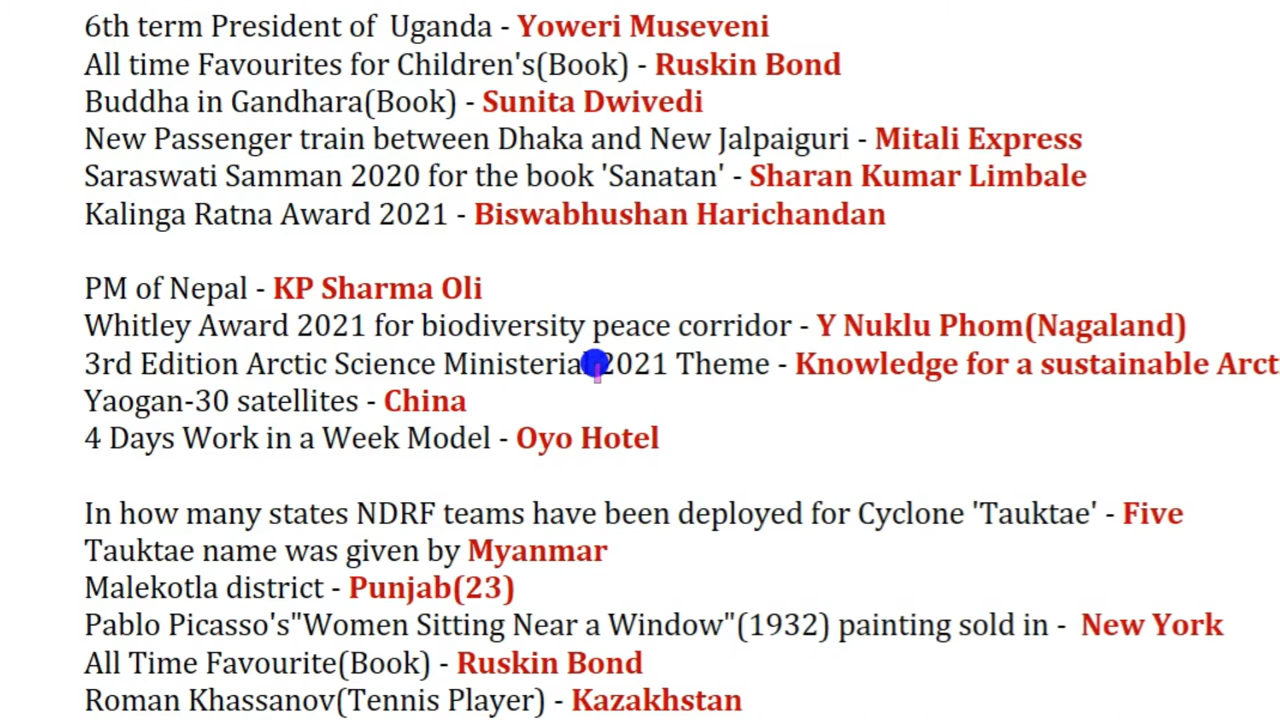 6th term President of Uganda - Yoweri Museveni
All time Favourites for Children's(Book) - Ruskin Bond
Buddha in Gandhara(Book) - Sunita Dwivedi
New Passenger train between Dhaka and New Jalpaiguri - Mitali Express
Saraswati Samman 2020 for the book 'Sanatan' - Sharan Kumar Limbale
Kalinga Ratna Award 2021 - Biswabhushan Harichandan
PM of Nepal - KP Sharma Oli
Whitley Award 2021 for biodiversity peace corridor - Y Nuklu Phom(Nagaland)
3rd Edition Arctic Science Ministerial 2021 Theme - Knowledge for a sustainable Arct
Yaogan-30 satellites - China
4 Days Work in a Week Model - Oyo Hotel
In how many states NDRF teams have been deployed for Cyclone 'Tauktae' - Five
Tauktae name was given by Myanmar
Malekotla district - Punjab(23)
Pablo Picasso's"Women Sitting Near a Window"(1932) painting sold in - New York
All Time Favourite(Book) - Ruskin Bond
Roman Khassanov(Tennis Player) - Kazakhstan